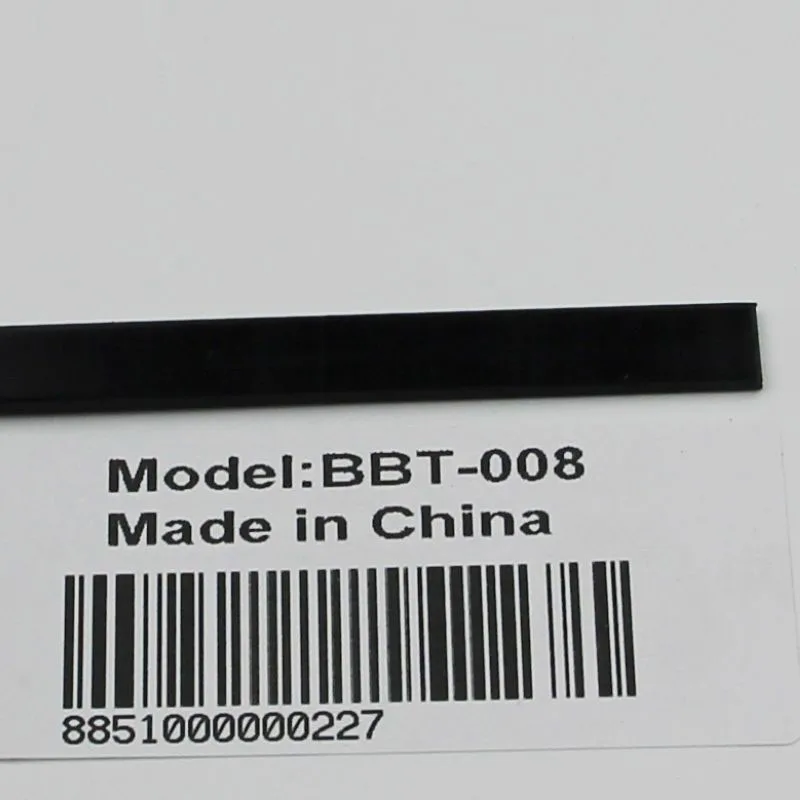 Model:BBT-008
Made in China
8851000000227